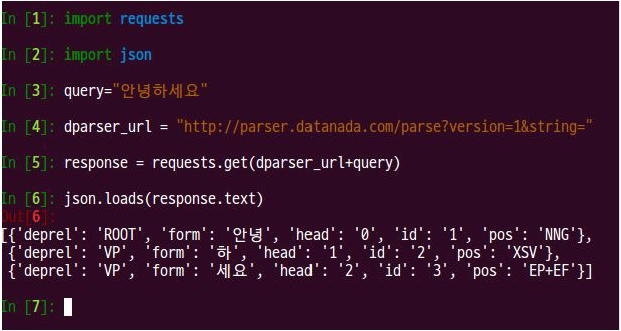 In [1]: import requests
In [2]: import json
In [3]: query="안녕하세요"
In [4]: dparser_url = "http://parser.datanada.com/parse?version=1&string="
In [5]: response = requests.get(dparser_url+query)
In [6]: json.loads(response.text)
Out[6]:
[{'deprel': 'ROOT', 'form': '안녕', 'head': '0', 'id': '1', 'pos': 'NNG'},
{'deprel': 'VP', 'form': '하', 'head': '1', 'id': '2', 'pos': 'XSV'},
{'deprel': 'VP', 'form': '세요', 'head': '2', 'id': '3', 'pos': 'EP+EF'}]
In [7]: